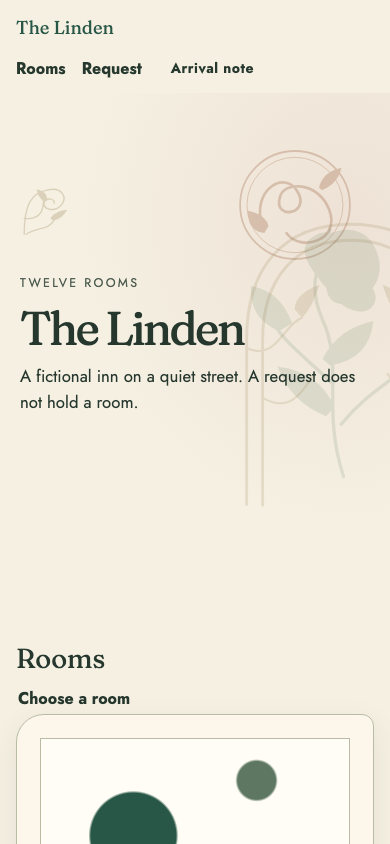 The Linden
Rooms Request Arrival note
TWELVE ROOMS
The Linden
A fictional inn on a quiet street. A request does
not hold a room.
Rooms
Choose a room